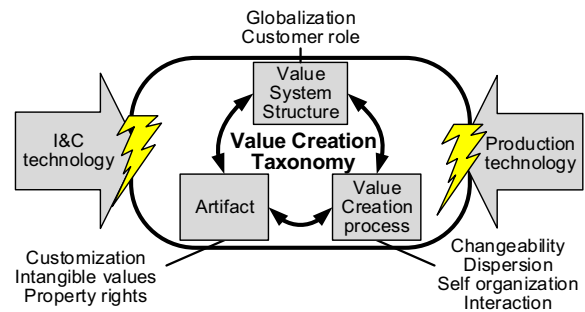 Globalization
Customer role
Value
System
Structure
I&C
technology
Value Creation
Taxonomy
Production
technology
Artifact
Value
Creation
process
Customization
Intangible values
Property rights
Changeability
Dispersion
Self organization
Interaction